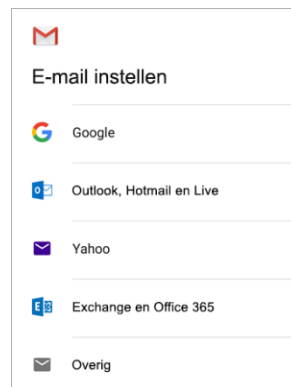 E-mail instellen
Google
Outlook, Hotmail en Live
Yahoo
Exchange en Office 365
Overig